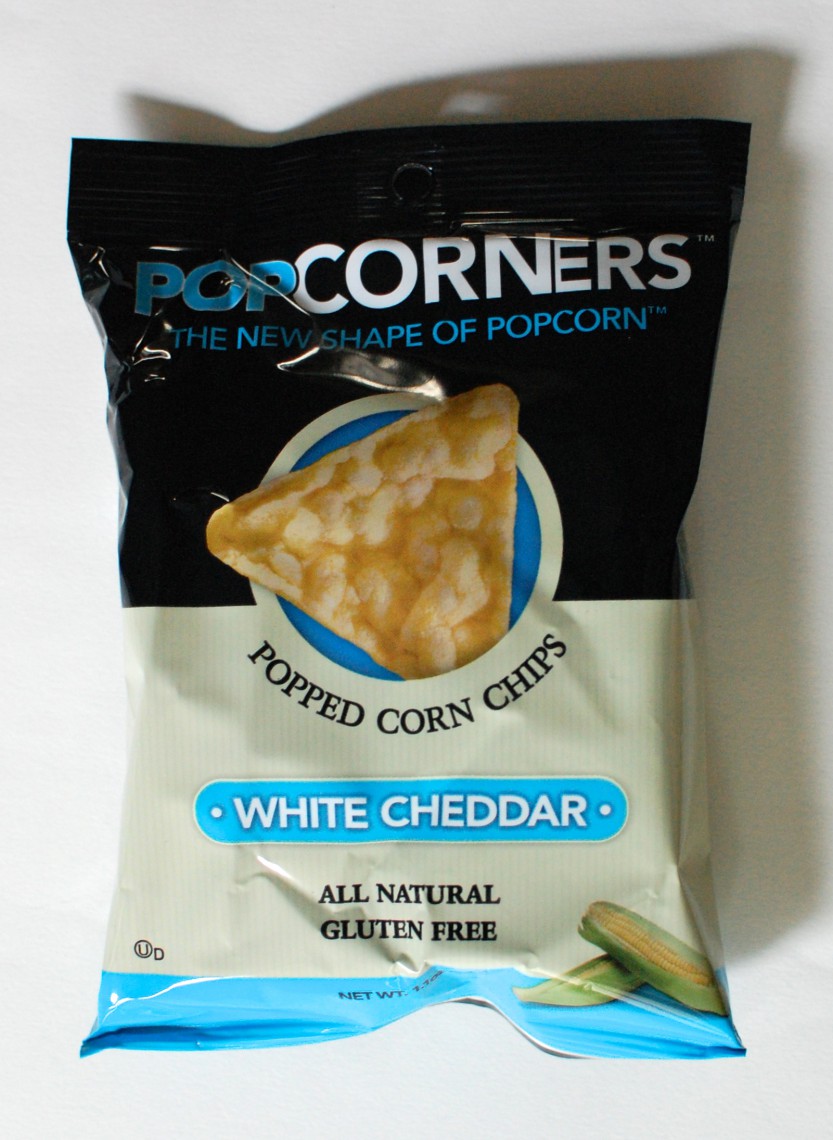 POPCORNERS™
THE NEW SHAPE OF POPCORN™
POPPED CORN CHIPS
• WHITE CHEDDAR •
ALL NATURAL
GLUTEN FREE
U D
NET WT.